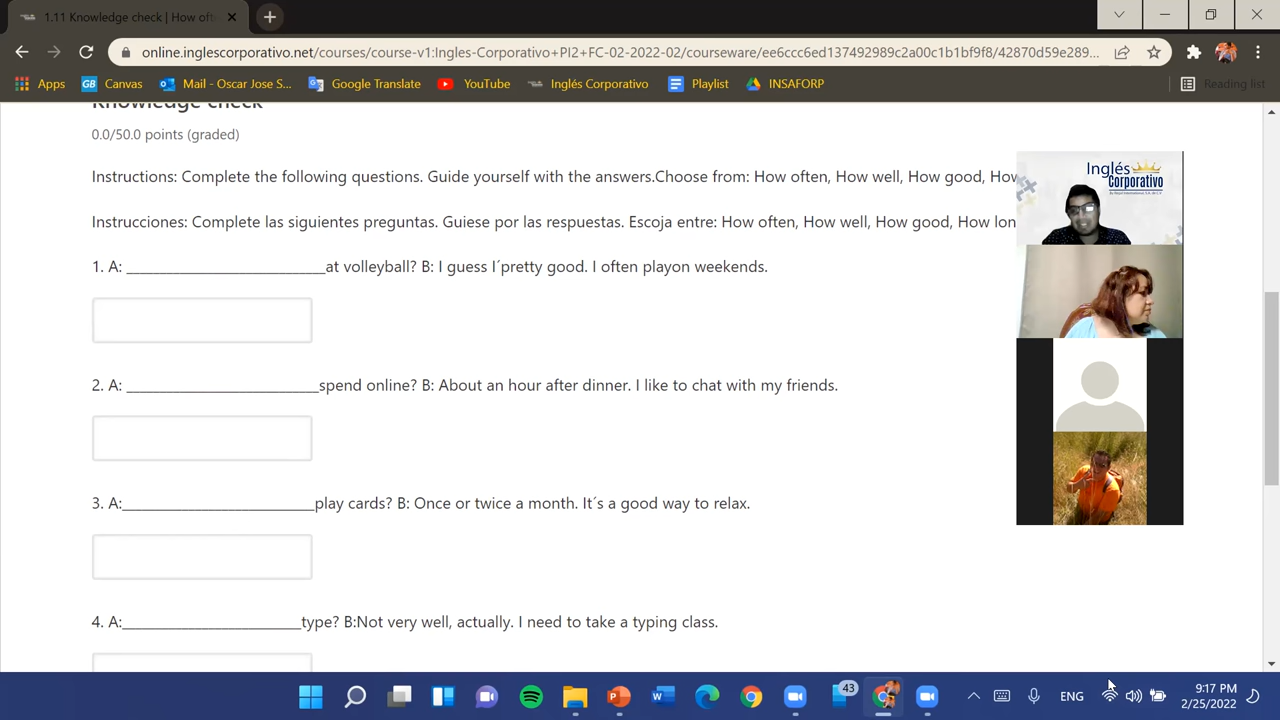 1.11 Knowledge check | How oft
online.inglescorporativo.net/courses/course-v1:Ingles-Corporativo+PI2+FC-02-2022-02/courseware/ee6ccc6ed137492989c2a00c1b1bf9f8/42870d59e289...
Apps Canvas Mail - Oscar Jose S... Google Translate YouTube Inglés Corporativo Playlist INSAFORP Reading list
Knowledge check
0.0/50.0 points (graded)
Instructions: Complete the following questions. Guide yourself with the answers.Choose from: How often, How well, How good, How
Instrucciones: Complete las siguientes preguntas. Guiese por las respuestas. Escoja entre: How often, How well, How good, How lon
Inglés
Corporativo
1. A: ___________________________at volleyball? B: I guess I´pretty good. I often playon weekends.
2. A: __________________________spend online? B: About an hour after dinner. I like to chat with my friends.
3. A:__________________________play cards? B: Once or twice a month. It´s a good way to relax.
4. A:________________________type? B:Not very well, actually. I need to take a typing class.
43
ENG
9:17 PM
2/25/2022